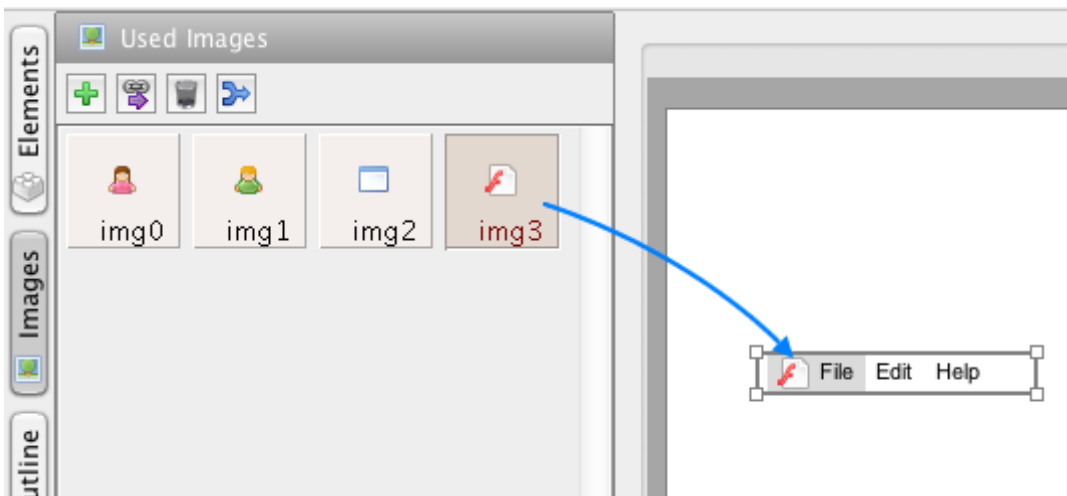 Used Images
Elements
img0 img1 img2 img3
Images
File Edit Help
utline